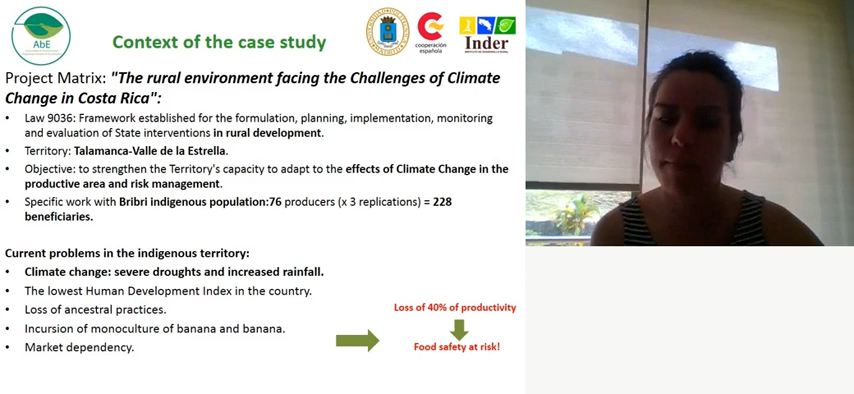 AbE
Context of the case study
cooperación
española
Inder
Project Matrix: "The rural environment facing the Challenges of Climate
Change in Costa Rica":
• Law 9036: Framework established for the formulation, planning, implementation, monitoring
and evaluation of State interventions in rural development.
• Territory: Talamanca-Valle de la Estrella.
• Objective: to strengthen the Territory's capacity to adapt to the effects of Climate Change in the
productive area and risk management.
• Specific work with Bribri indigenous population:76 producers (x 3 replications) = 228
beneficiaries.
Current problems in the indigenous territory:
• Climate change: severe droughts and increased rainfall.
• The lowest Human Development Index in the country.
• Loss of ancestral practices.
• Incursion of monoculture of banana and banana.
• Market dependency.
Loss of 40% of productivity
Food safety at risk!